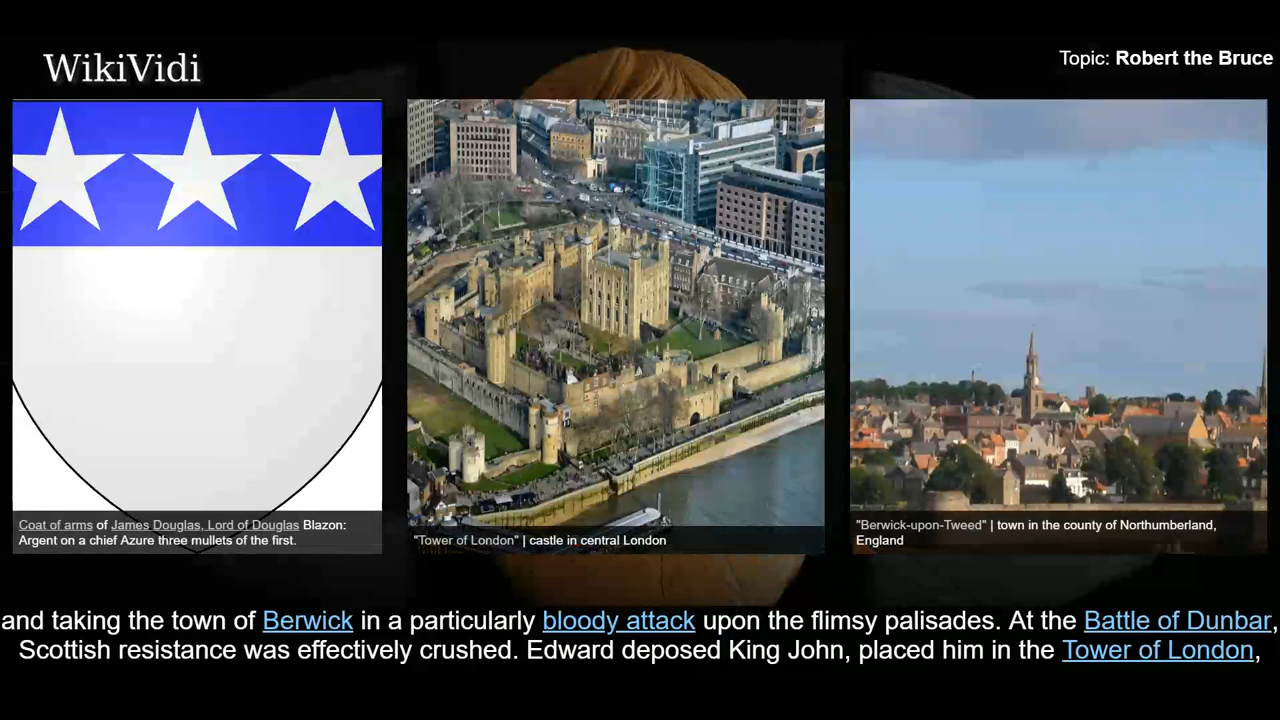 WikiVidi
Topic: Robert the Bruce
Coat of arms of James Douglas, Lord of Douglas Blazon:
Argent on a chief Azure three mullets of the first.
"Tower of London" | castle in central London
"Berwick-upon-Tweed" | town in the county of Northumberland,
England
and taking the town of Berwick in a particularly bloody attack upon the flimsy palisades. At the Battle of Dunbar,
Scottish resistance was effectively crushed. Edward deposed King John, placed him in the Tower of London,